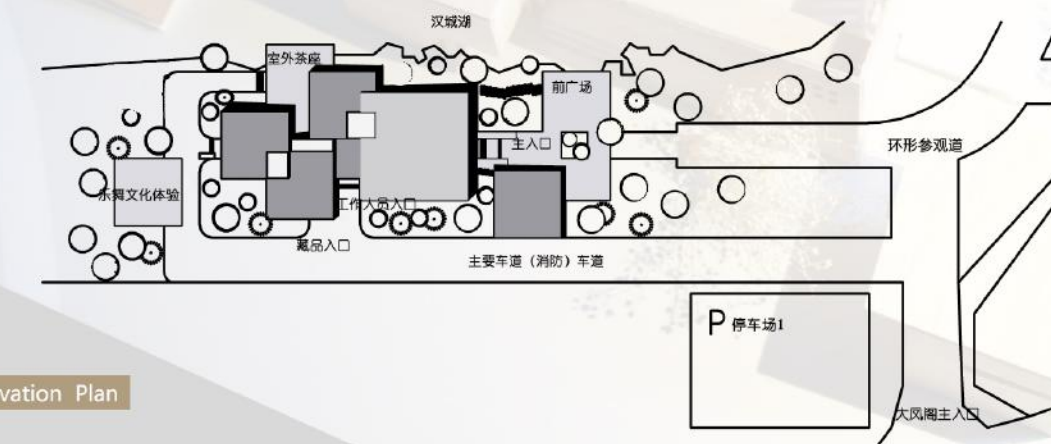 汉城湖
室外茶座
前广场
主入口
环形参观道
乐舞文化体验
工作人员入口
藏品入口
主要车道（消防）车道
P 停车场1
vation Plan
大凤阁主入口